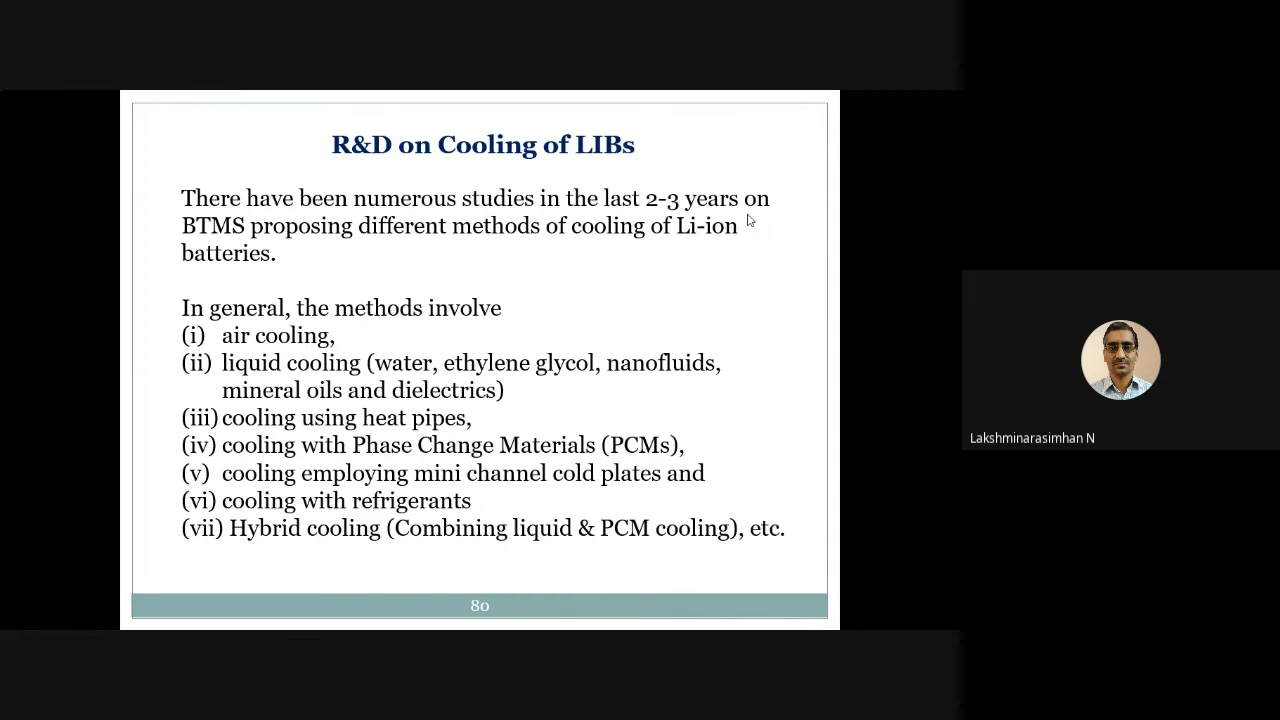 R&D on Cooling of LIBs
There have been numerous studies in the last 2-3 years on
BTMS proposing different methods of cooling of Li-ion
batteries.
In general, the methods involve
(i) air cooling,
(ii) liquid cooling (water, ethylene glycol, nanofluids,
mineral oils and dielectrics)
(iii) cooling using heat pipes,
(iv) cooling with Phase Change Materials (PCMs),
(v) cooling employing mini channel cold plates and
(vi) cooling with refrigerants
(vii) Hybrid cooling (Combining liquid & PCM cooling), etc.
80
Lakshminarasimhan N